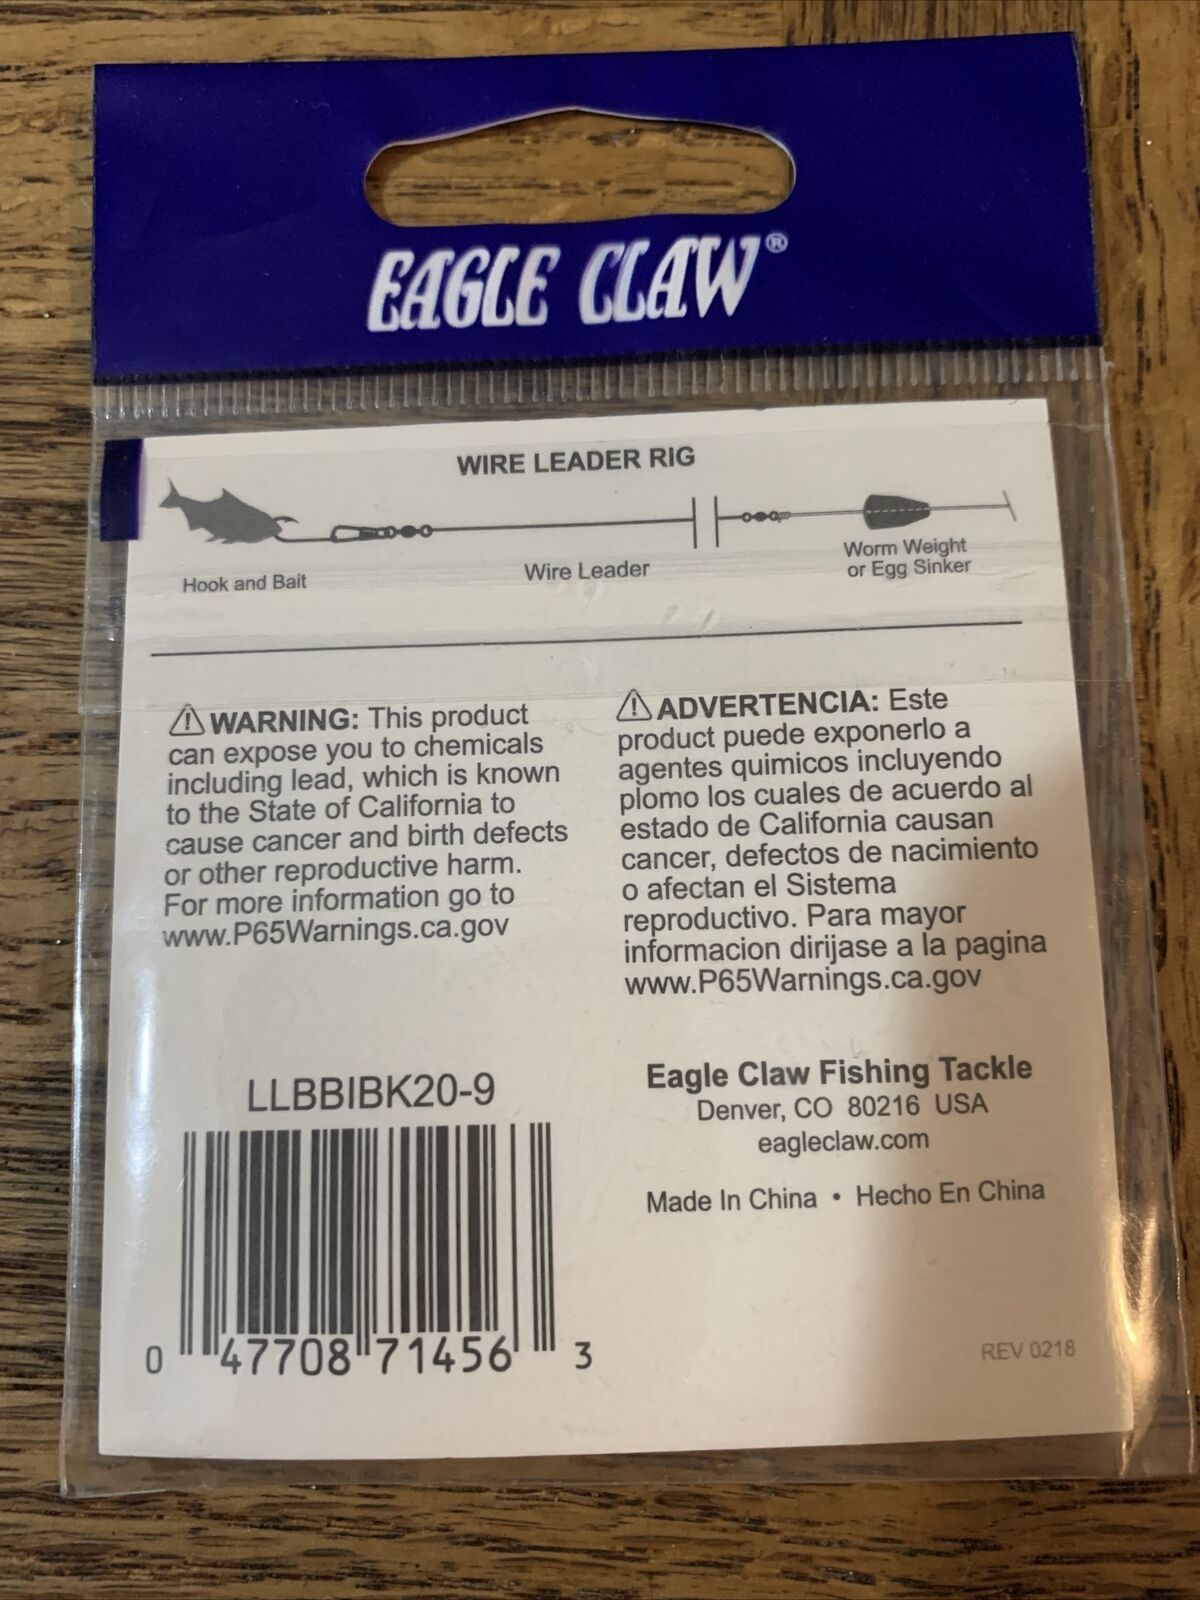 EAGLE CLAW®
WIRE LEADER RIG
Hook and Bait
Wire Leader
Worm Weight
or Egg Sinker
⚠ WARNING: This product
can expose you to chemicals
including lead, which is known
to the State of California to
cause cancer and birth defects
or other reproductive harm.
For more information go to
www.P65Warnings.ca.gov
⚠ ADVERTENCIA: Este
product puede exponerlo a
agentes quimicos incluyendo
plomo los cuales de acuerdo al
estado de California causan
cancer, defectos de nacimiento
o afectan el Sistema
reproductivo. Para mayor
informacion dirijase a la pagina
www.P65Warnings.ca.gov
LLBBIBK20-9
0 47708 71456 3
Eagle Claw Fishing Tackle
Denver, CO 80216 USA
eagleclaw.com
Made In China • Hecho En China
REV 0218